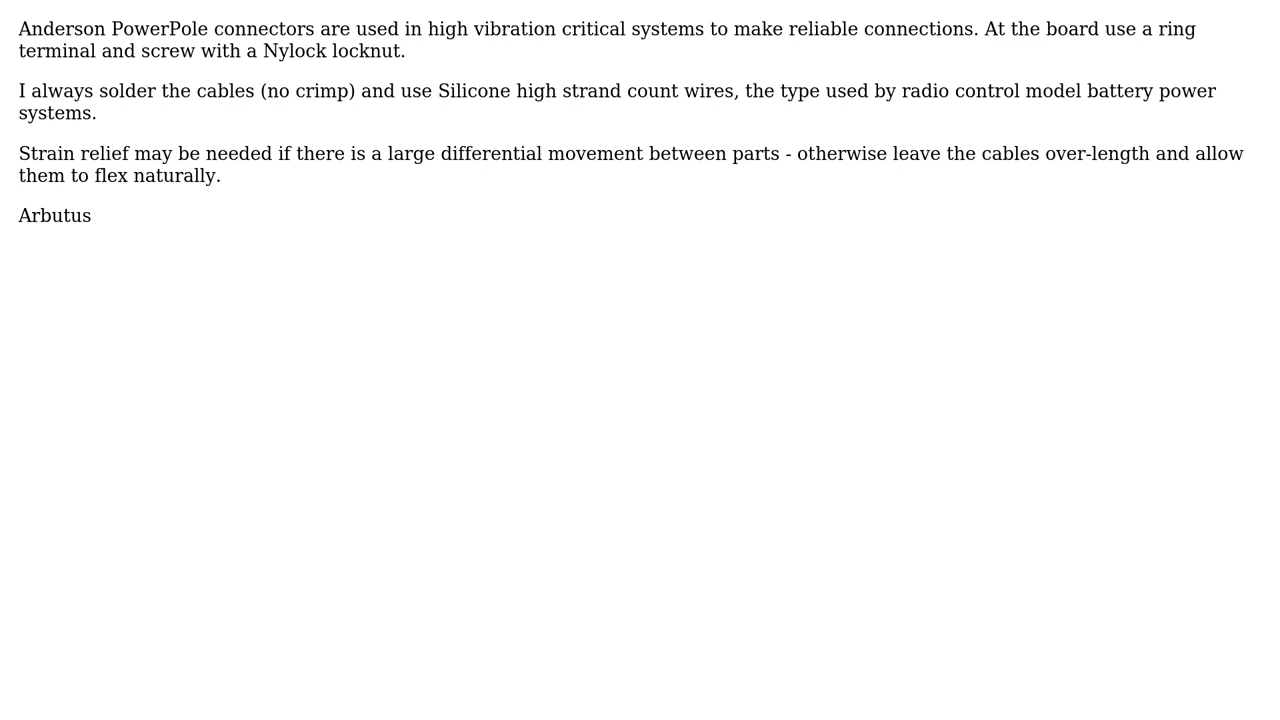 Anderson PowerPole connectors are used in high vibration critical systems to make reliable connections. At the board use a ring
terminal and screw with a Nylock locknut.
I always solder the cables (no crimp) and use Silicone high strand count wires, the type used by radio control model battery power
systems.
Strain relief may be needed if there is a large differential movement between parts - otherwise leave the cables over-length and allow
them to flex naturally.
Arbutus